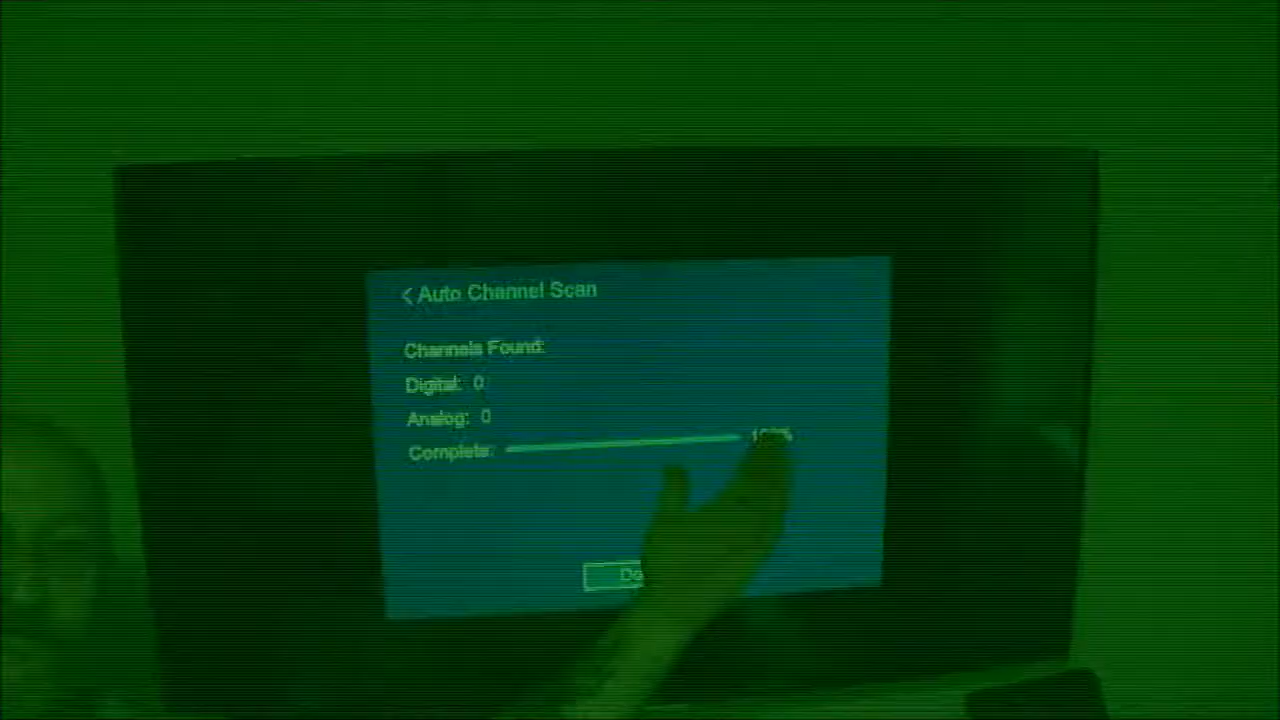 < Auto Channel Scan
Channels Found:
Digital: 0
Analog: 0
Complete: